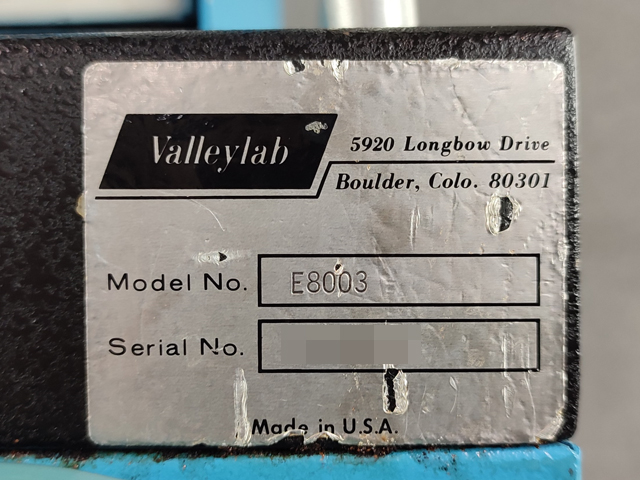 Valleylab
5920 Longbow Drive
Boulder, Colo. 80301
Model No. E8003
Serial No.
Made in U.S.A.